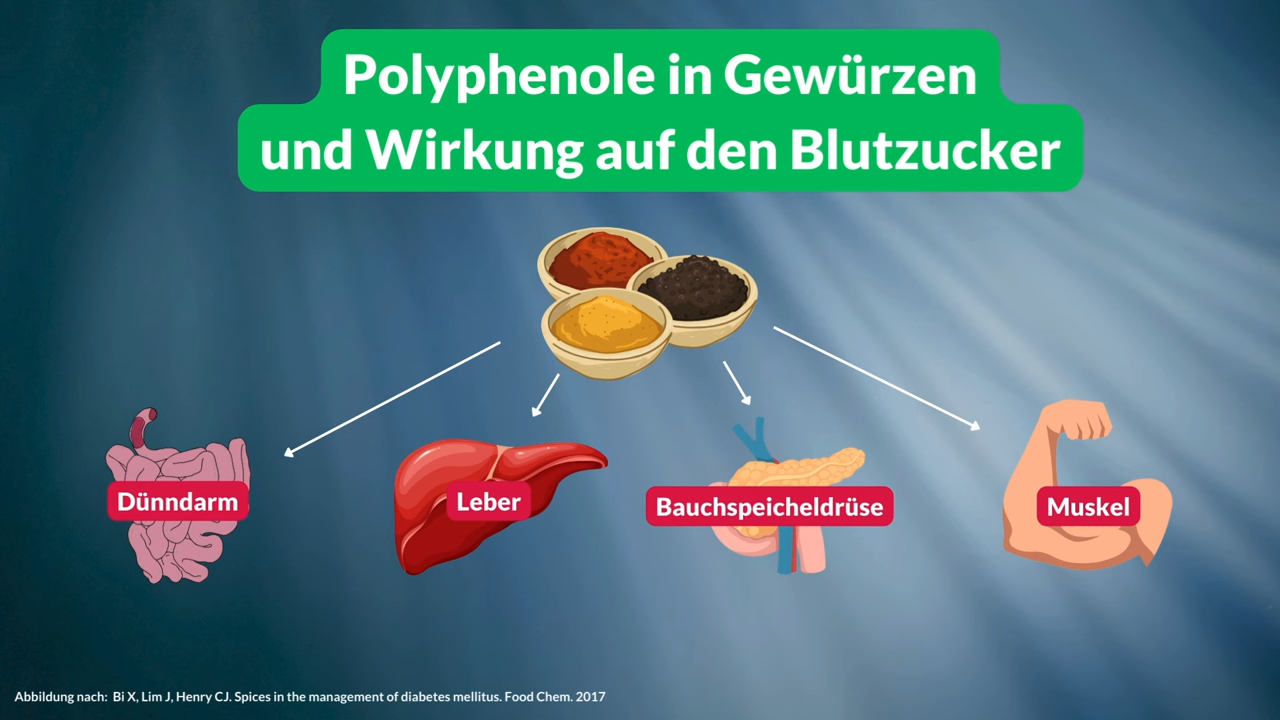 Polyphenole in Gewürzen
und Wirkung auf den Blutzucker
Dünndarm
Leber
Bauchspeicheldrüse
Muskel
Abbildung nach: Bi X, Lim J, Henry CJ. Spices in the management of diabetes mellitus. Food Chem. 2017